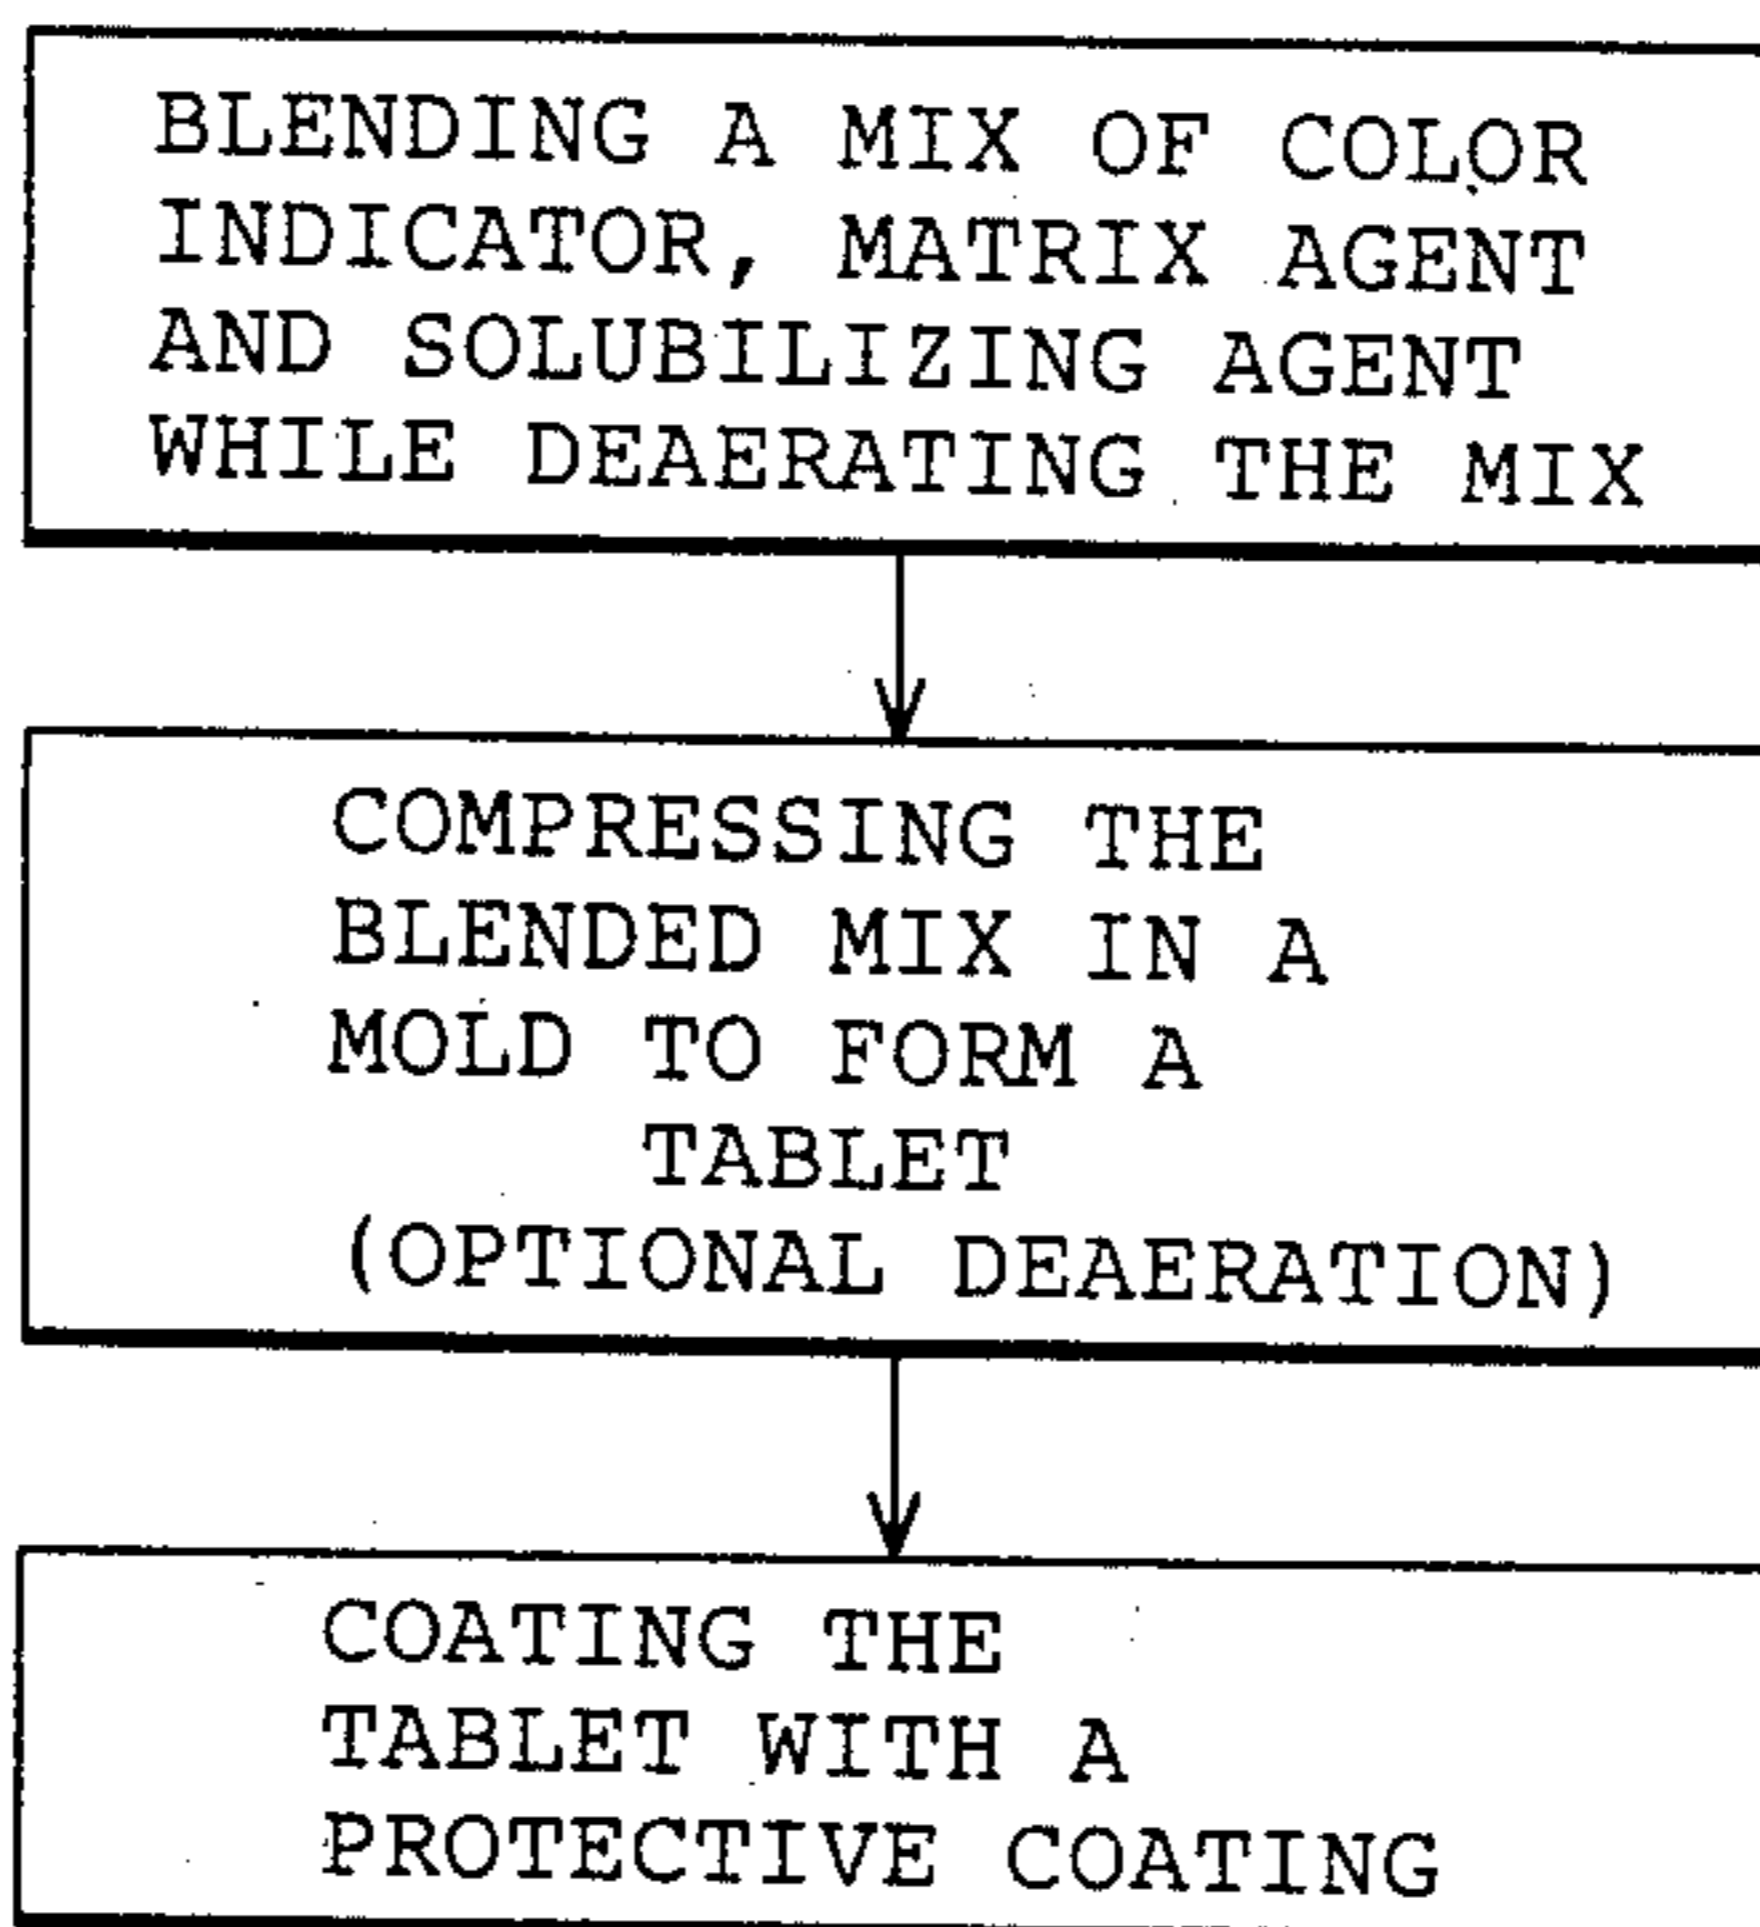 BLENDING A MIX OF COLOR
INDICATOR, MATRIX AGENT
AND SOLUBILIZING AGENT
WHILE DEAERATING THE MIX
COMPRESSING THE
BLENDED MIX IN A
MOLD TO FORM A
TABLET
(OPTIONAL DEAERATION)
COATING THE
TABLET WITH A
PROTECTIVE COATING